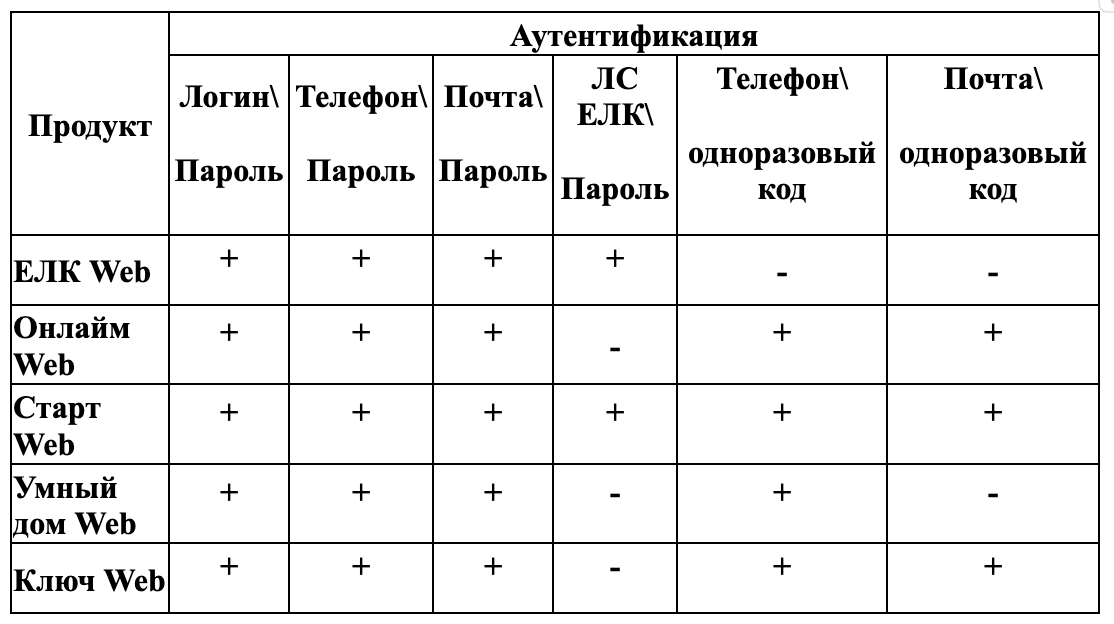 Аутентификация
Продукт
Логин\
Пароль
Телефон\
Пароль
Почта\
Пароль
ЛС
ЕЛК\
Пароль
Телефон\
одноразовый
код
Почта\
одноразовый
код
ЕЛК Web
+ + + + - -
Онлайм
Web
+ + + - + +
Старт
Web
+ + + + + +
Умный
дом Web
+ + + - + -
Ключ Web
+ + + - + +